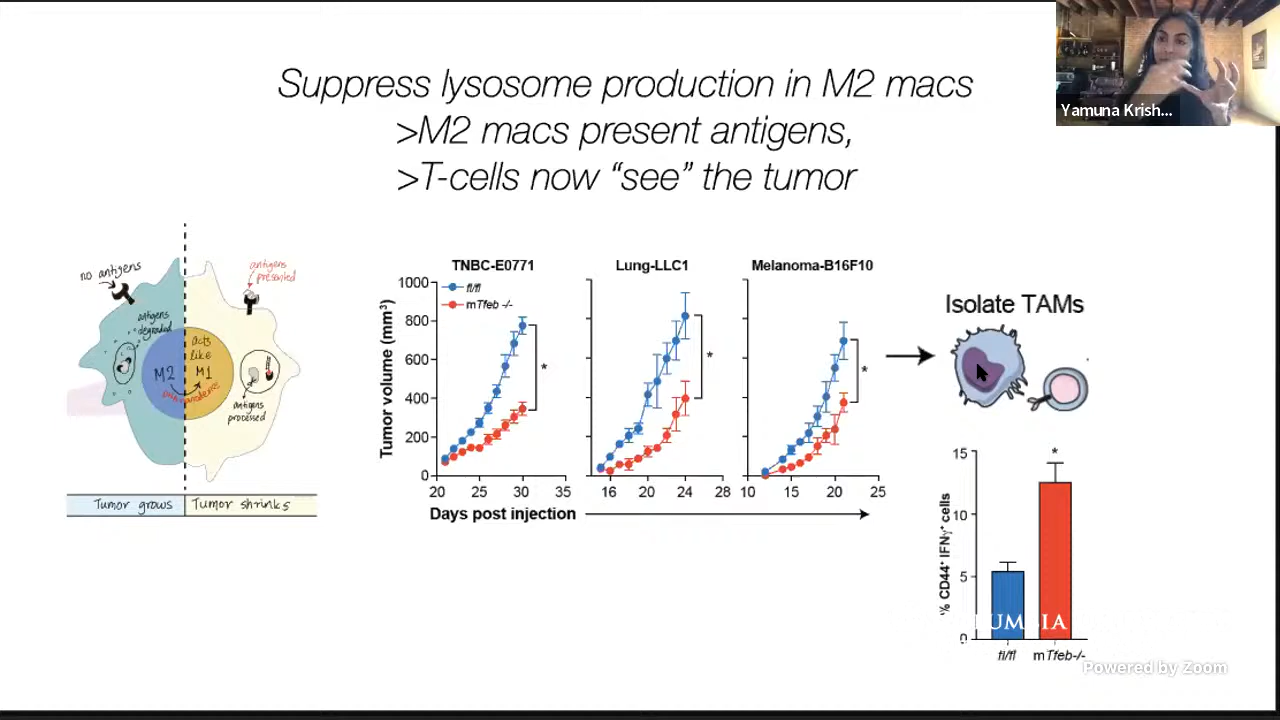 Suppress lysosome production in M2 macs
>M2 macs present antigens,
>T-cells now “see” the tumor
Yamuna Krish...
no antigens
antigens
presented
antigens
degraded
acts
like
M1
M2
antigens
processed
Tumor grows
Tumor shrinks
TNBC-E0771
Lung-LLC1
Melanoma-B16F10
fl/fl
mTfeb -/-
Tumor volume (mm³)
1000
800
600
400
200
0
*
*
*
20 25 30 35
16 20 24 28
10 15 20 25
Days post injection
Isolate TAMs
% CD44⁺ IFNγ⁺ cells
15
10
5
0
*
fl/fl
mTfeb-/-
UMBIA
Powered by Zoom